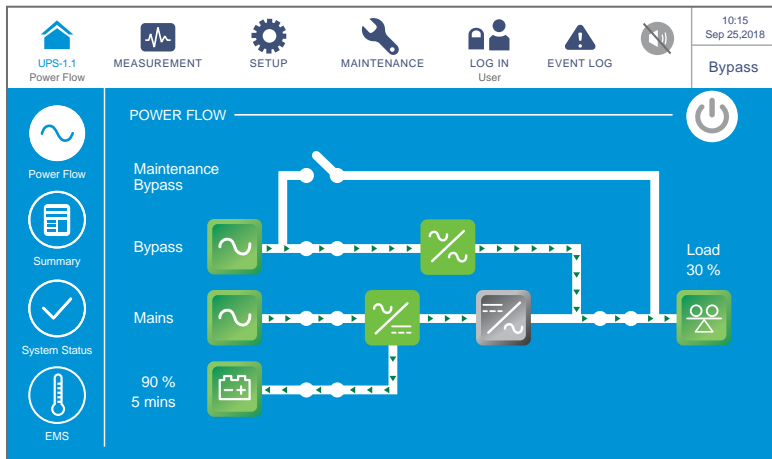 UPS-1.1
Power Flow
MEASUREMENT
SETUP
MAINTENANCE
LOG IN
User
EVENT LOG
10:15
Sep 25,2018
Bypass
Power Flow
Summary
System Status
EMS
POWER FLOW
Maintenance
Bypass
Bypass
Mains
90 %
5 mins
Load
30 %